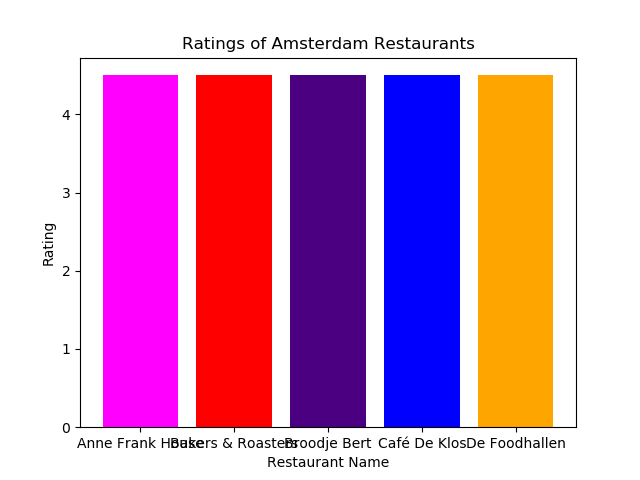 Ratings of Amsterdam Restaurants
Rating
4
3
2
1
0
Anne Frank House Bakers & Roasters Broodje Bert Café De Klos De Foodhallen
Restaurant Name